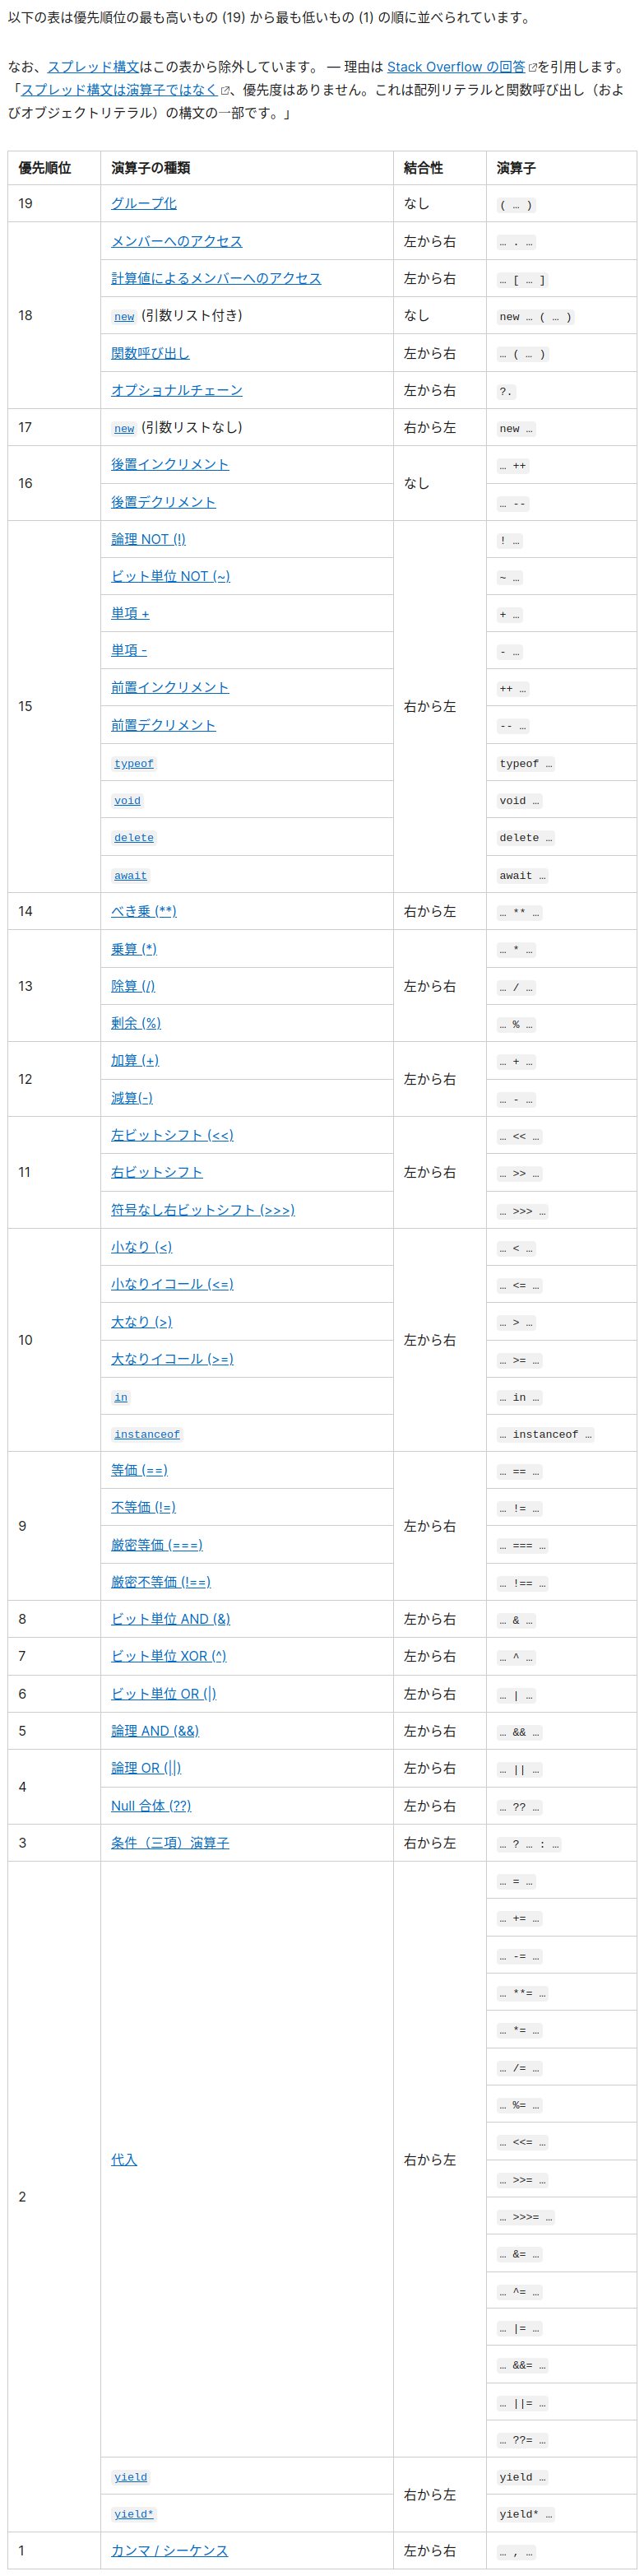 以下の表は優先順位の最も高いもの (19) から最も低いもの (1) の順に並べられています。
なお、スプレッド構文はこの表から除外しています。 — 理由は Stack Overflow の回答を引用します。
「スプレッド構文は演算子ではなく、優先度はありません。これは配列リテラルと関数呼び出し（およ
びオブジェクトリテラル）の構文の一部です。」
優先順位 演算子の種類 結合性 演算子
19 グループ化 なし ( … )
18 メンバーへのアクセス 左から右 … . …
計算値によるメンバーへのアクセス 左から右 … [ … ]
new (引数リスト付き) なし new … ( … )
関数呼び出し 左から右 … ( … )
オプショナルチェーン 左から右 ?.
17 new (引数リストなし) 右から左 new …
16 後置インクリメント なし … ++
後置デクリメント … --
15 論理 NOT (!) 右から左 ! …
ビット単位 NOT (~) ~ …
単項 + + …
単項 - - …
前置インクリメント ++ …
前置デクリメント -- …
typeof typeof …
void void …
delete delete …
await await …
14 べき乗 (**) 右から左 … ** …
13 乗算 (*) 左から右 … * …
除算 (/) … / …
剰余 (%) … % …
12 加算 (+) 左から右 … + …
減算(-) … - …
11 左ビットシフト (<<) 左から右 … << …
右ビットシフト … >> …
符号なし右ビットシフト (>>>) … >>> …
10 小なり (<) 左から右 … < …
小なりイコール (<=) … <= …
大なり (>) … > …
大なりイコール (>=) … >= …
in … in …
instanceof … instanceof …
9 等価 (==) 左から右 … == …
不等価 (!=) … != …
厳密等価 (===) … === …
厳密不等価 (!==) … !== …
8 ビット単位 AND (&) 左から右 … & …
7 ビット単位 XOR (^) 左から右 … ^ …
6 ビット単位 OR (|) 左から右 … | …
5 論理 AND (&&) 左から右 … && …
4 論理 OR (||) 左から右 … || …
Null 合体 (??) 左から右 … ?? …
3 条件（三項）演算子 右から左 … ? … : …
2 代入 右から左 … = …
… += …
… -= …
… **= …
… *= …
… /= …
… %= …
… <<= …
… >>= …
… >>>= …
… &= …
… ^= …
… |= …
… &&= …
… ||= …
… ??= …
yield 右から左 yield …
yield* yield* …
1 カンマ / シーケンス 左から右 … , …